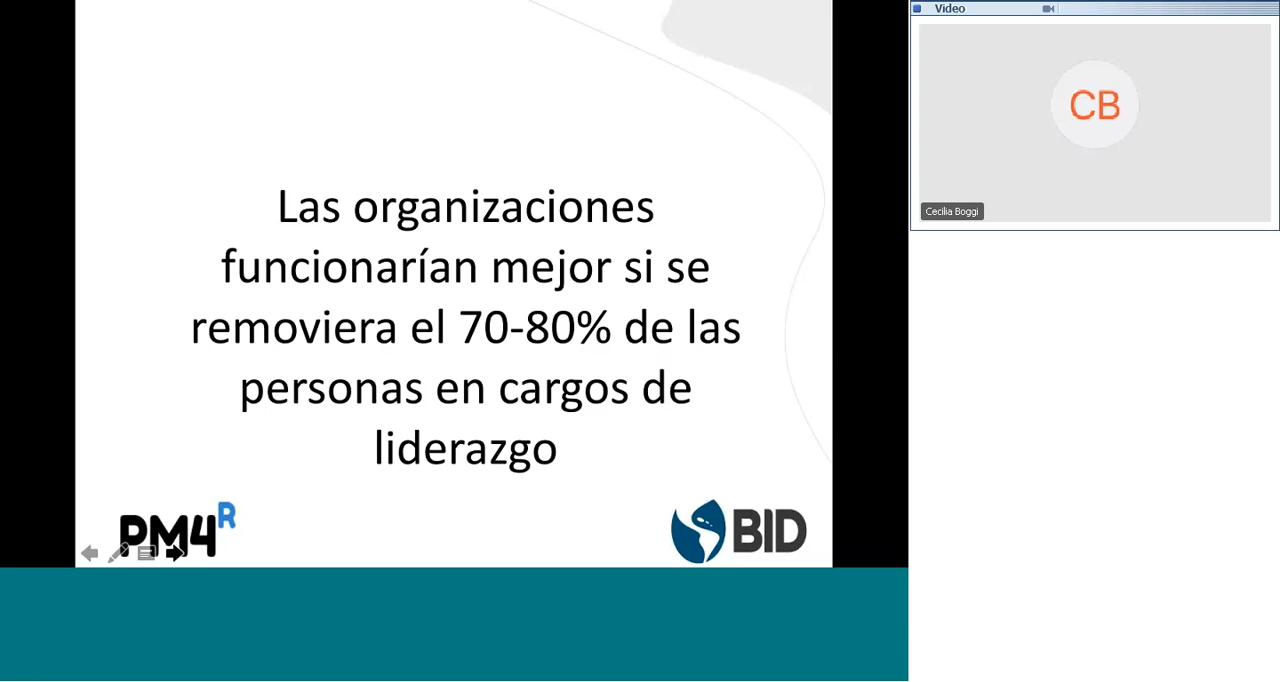 Las organizaciones
funcionarían mejor si se
removiera el 70-80% de las
personas en cargos de
liderazgo
PM4R
BID
Video
CB
Cecilia Boggi